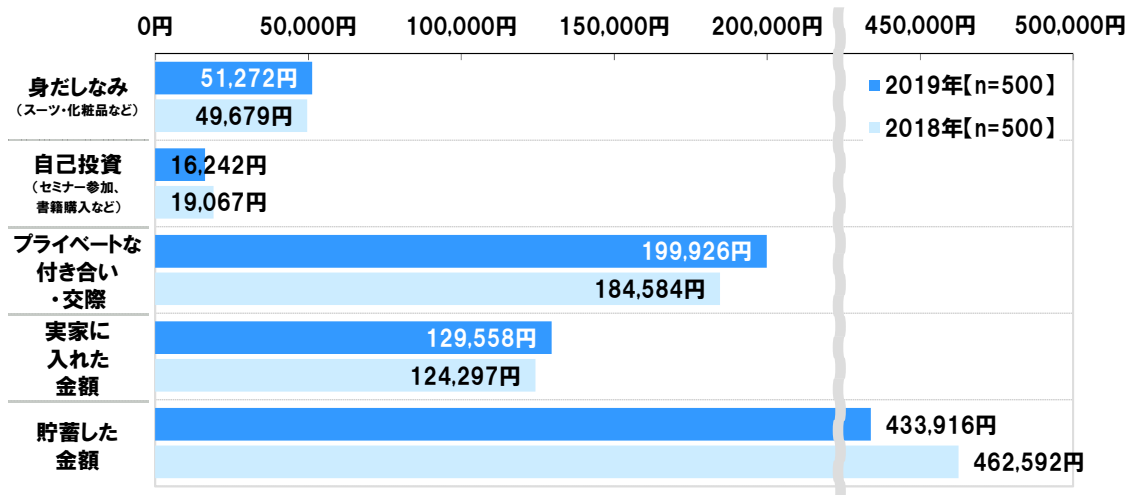 0円 50,000円 100,000円 150,000円 200,000円 450,000円 500,000円
2019年【n=500】
2018年【n=500】
身だしなみ
（スーツ・化粧品など）
51,272円
49,679円
自己投資
（セミナー参加、
書籍購入など）
16,242円
19,067円
プライベートな
付き合い
・交際
199,926円
184,584円
実家に
入れた
金額
129,558円
124,297円
貯蓄した
金額
433,916円
462,592円